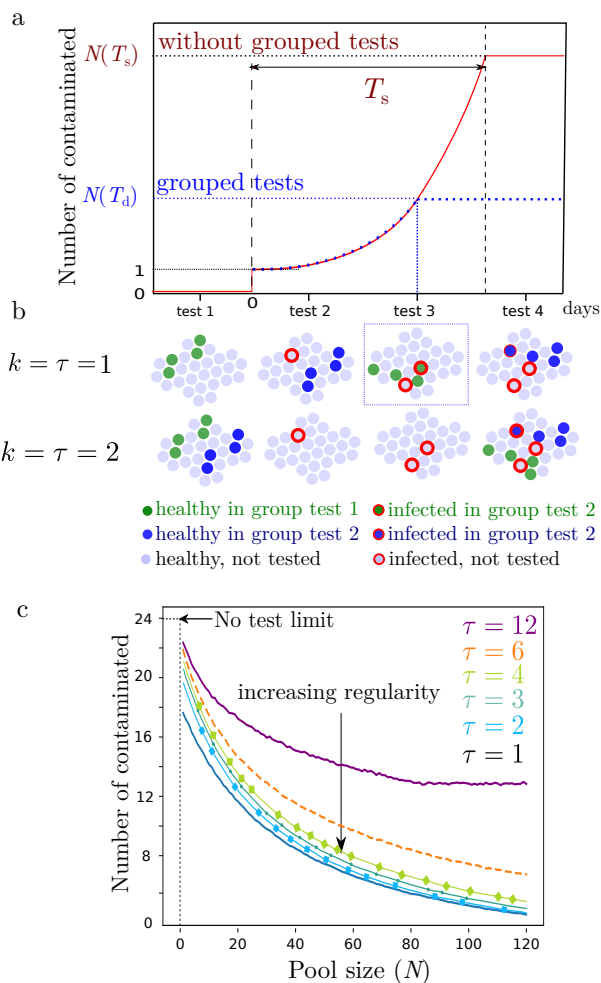 a
without grouped tests
N(Tₛ)
Tₛ
Number of contaminated
grouped tests
N(T_d)
1
0
0
test 1
test 2
test 3
test 4
days
b
k = τ = 1
k = τ = 2
healthy in group test 1
infected in group test 2
healthy in group test 2
infected in group test 2
healthy, not tested
infected, not tested
c
24
No test limit
τ = 12
τ = 6
τ = 4
τ = 3
τ = 2
τ = 1
increasing regularity
Number of contaminated
20
16
12
8
0
0
20
40
60
80
100
120
Pool size (N)